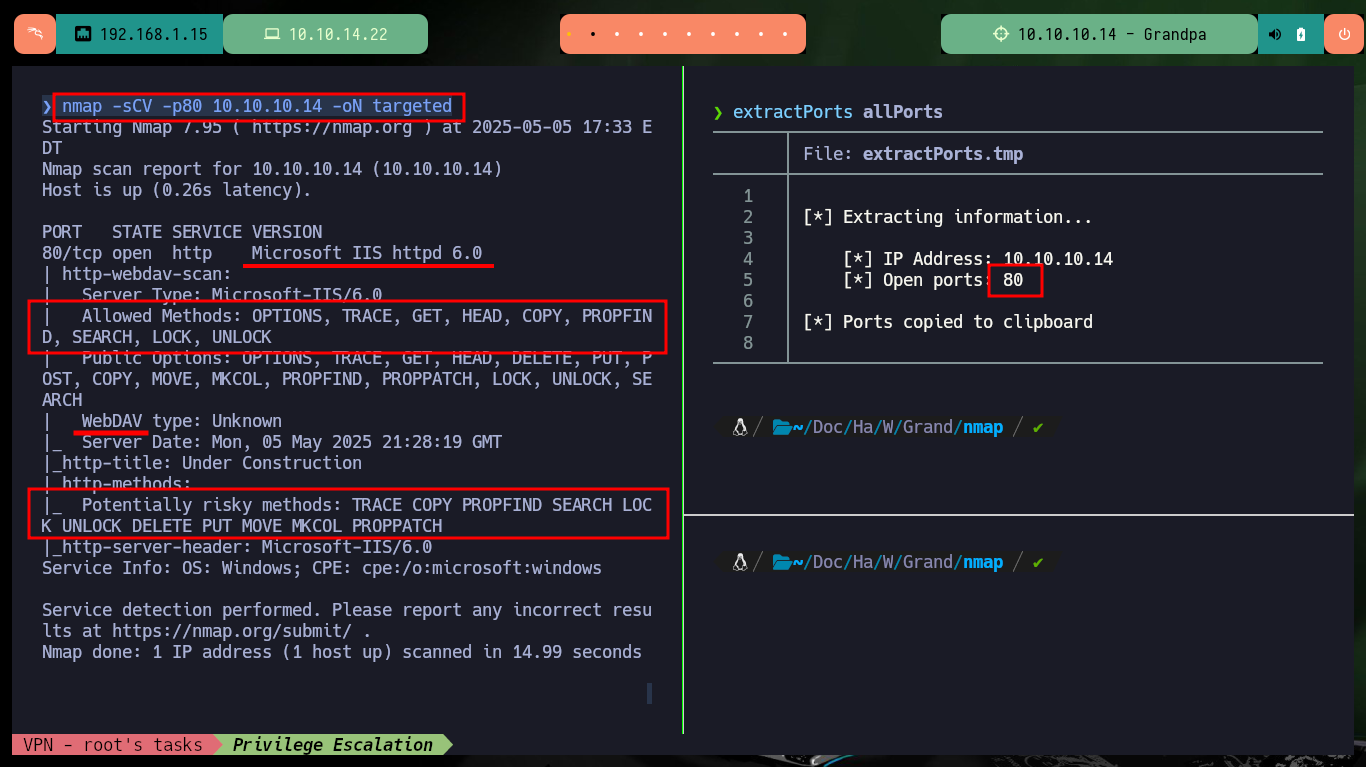 192.168.1.15
10.10.14.22
10.10.10.14 - Grandpa
❯ nmap -sCV -p80 10.10.10.14 -oN targeted
Starting Nmap 7.95 ( https://nmap.org ) at 2025-05-05 17:33 E
DT
Nmap scan report for 10.10.10.14 (10.10.10.14)
Host is up (0.26s latency).
PORT   STATE SERVICE VERSION
80/tcp open  http    Microsoft IIS httpd 6.0
| http-webdav-scan:
|   Server Type: Microsoft-IIS/6.0
|   Allowed Methods: OPTIONS, TRACE, GET, HEAD, COPY, PROPFIN
D, SEARCH, LOCK, UNLOCK
|   Public Options: OPTIONS, TRACE, GET, HEAD, DELETE, PUT, P
OST, COPY, MOVE, MKCOL, PROPFIND, PROPPATCH, LOCK, UNLOCK, SE
ARCH
|   WebDAV type: Unknown
|_  Server Date: Mon, 05 May 2025 21:28:19 GMT
|_http-title: Under Construction
| http-methods:
|_  Potentially risky methods: TRACE COPY PROPFIND SEARCH LOC
K UNLOCK DELETE PUT MOVE MKCOL PROPPATCH
|_http-server-header: Microsoft-IIS/6.0
Service Info: OS: Windows; CPE: cpe:/o:microsoft:windows
Service detection performed. Please report any incorrect resu
lts at https://nmap.org/submit/ .
Nmap done: 1 IP address (1 host up) scanned in 14.99 seconds
❯ extractPorts allPorts
File: extractPorts.tmp
1
2 [*] Extracting information...
3
4 [*] IP Address: 10.10.10.14
5 [*] Open ports: 80
6
7 [*] Ports copied to clipboard
8
/ ~/Doc/Ha/W/Grand/nmap / ✔
/ ~/Doc/Ha/W/Grand/nmap / ✔
VPN - root's tasks Privilege Escalation